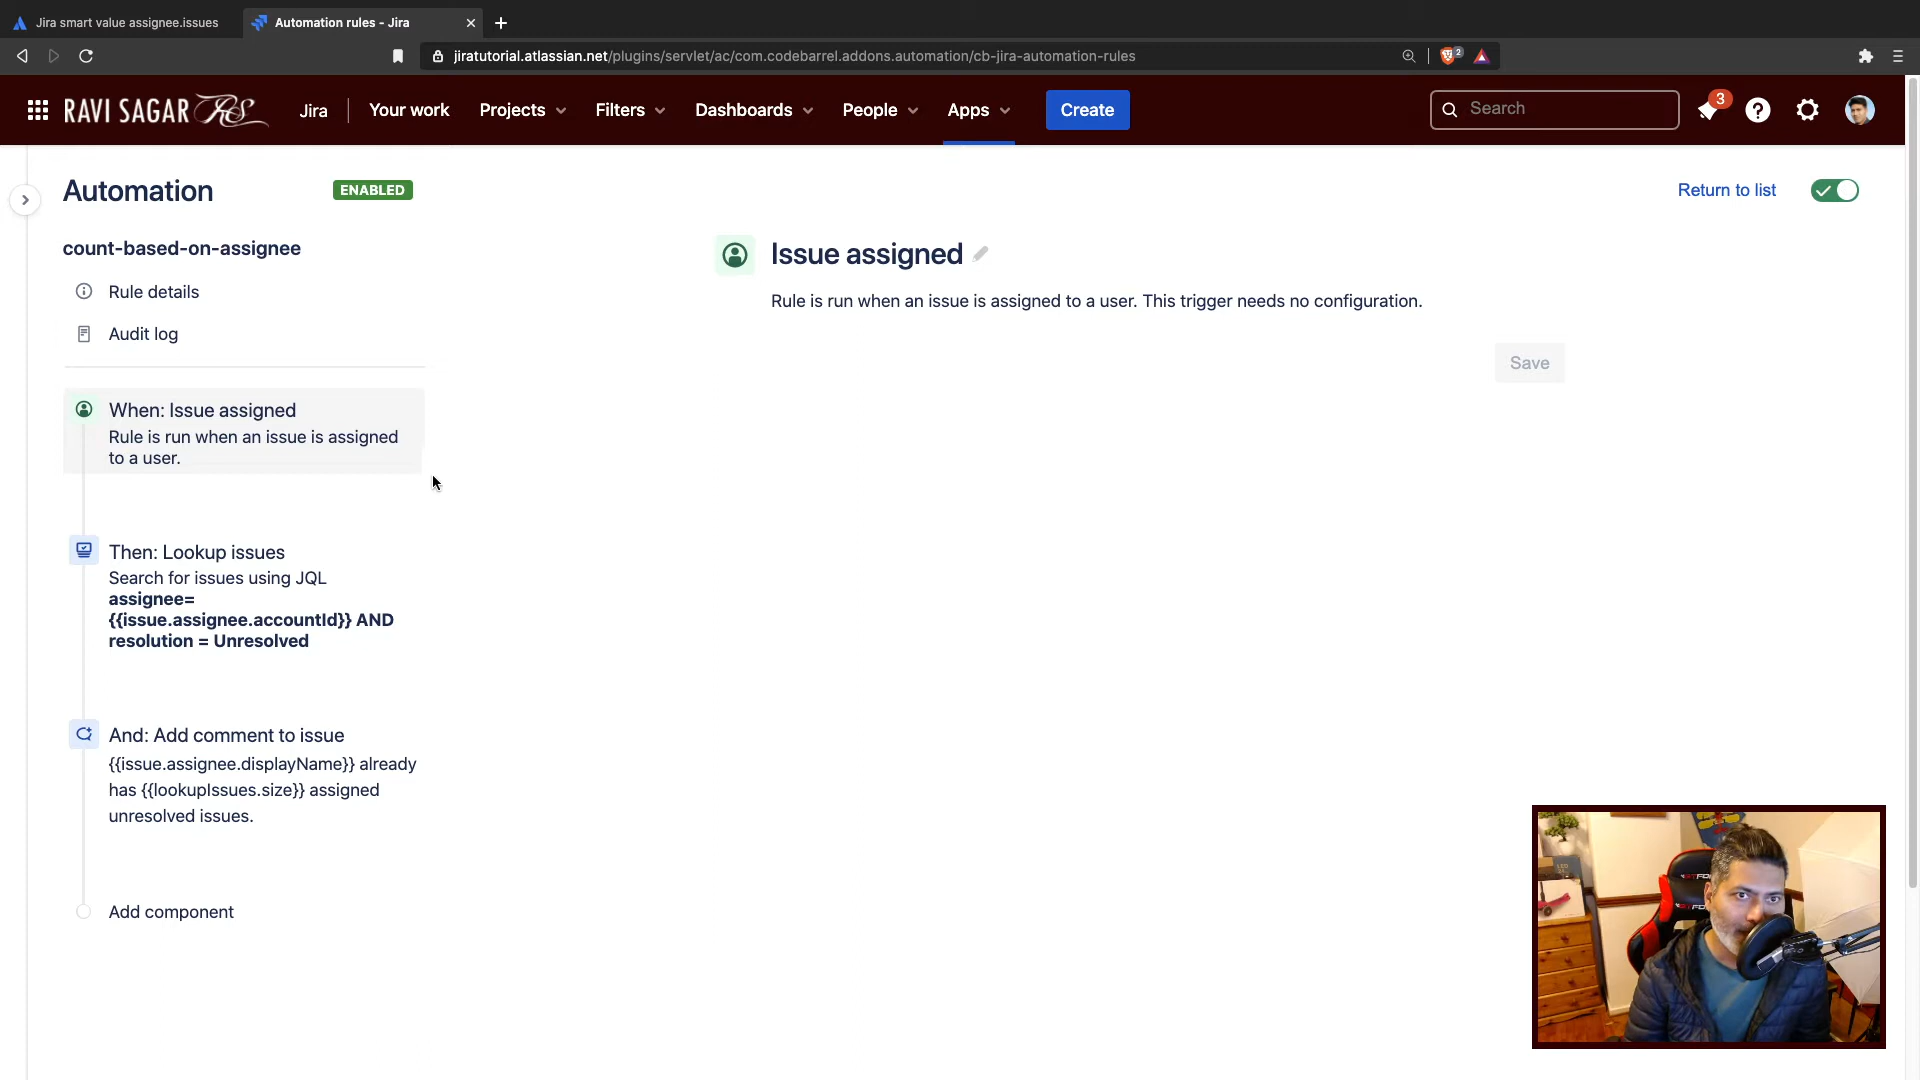 Jira smart value assignee.issues
Automation rules - Jira
jiratutorial.atlassian.net/plugins/servlet/ac/com.codebarrel.addons.automation/cb-jira-automation-rules
2
RAVI SAGAR RS
Jira
Your work
Projects
Filters
Dashboards
People
Apps
Create
Search
3
Automation
ENABLED
Return to list
count-based-on-assignee
Rule details
Audit log
Issue assigned
Rule is run when an issue is assigned to a user. This trigger needs no configuration.
Save
When: Issue assigned
Rule is run when an issue is assigned
to a user.
Then: Lookup issues
Search for issues using JQL
assignee=
{{issue.assignee.accountId}} AND
resolution = Unresolved
And: Add comment to issue
{{issue.assignee.displayName}} already
has {{lookupIssues.size}} assigned
unresolved issues.
Add component